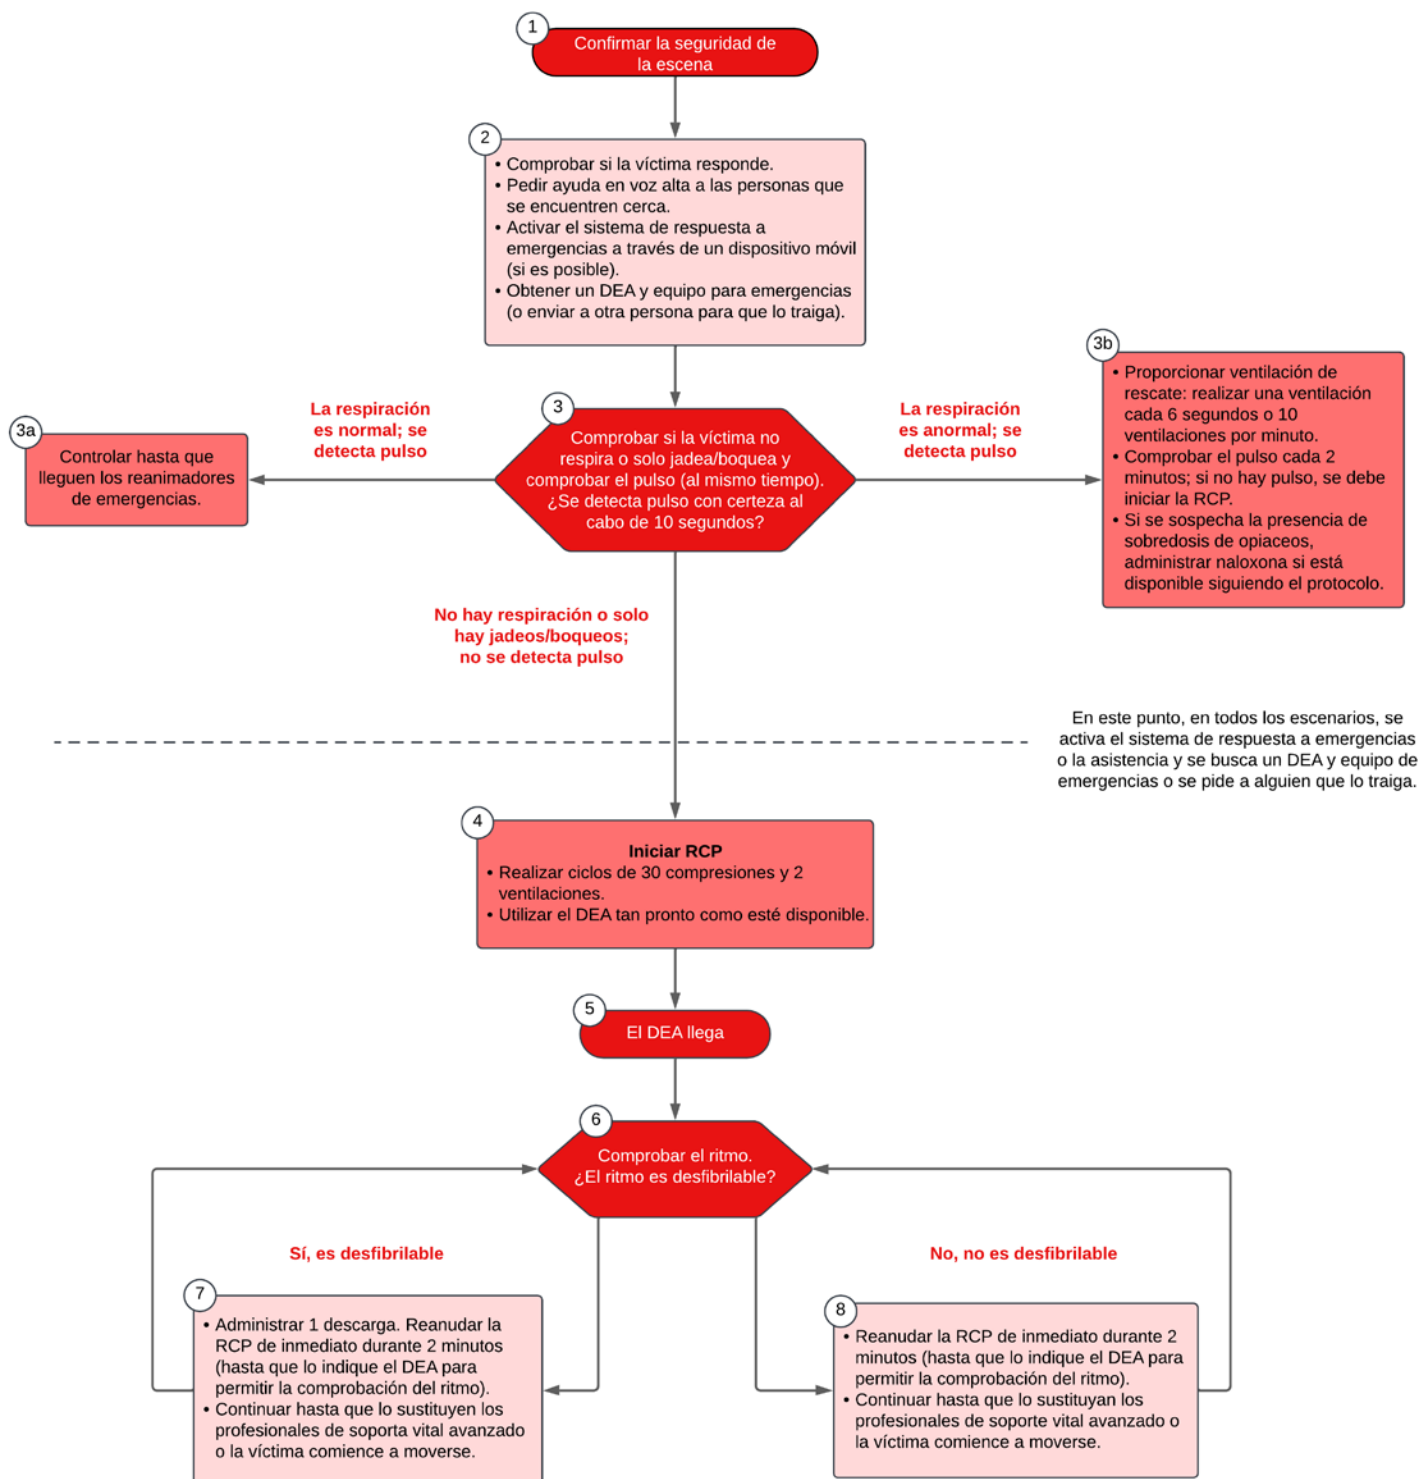 1
Confirmar la seguridad de
la escena
2
• Comprobar si la víctima responde.
• Pedir ayuda en voz alta a las personas que
se encuentren cerca.
• Activar el sistema de respuesta a
emergencias a través de un dispositivo móvil
(si es posible).
• Obtener un DEA y equipo para emergencias
(o enviar a otra persona para que lo traiga).
3
Comprobar si la víctima no
respira o solo jadea/boquea y
comprobar el pulso (al mismo tiempo).
¿Se detecta pulso con certeza al
cabo de 10 segundos?
La respiración
es normal; se
detecta pulso
3a
Controlar hasta que
lleguen los reanimadores
de emergencias.
La respiración
es anormal; se
detecta pulso
3b
• Proporcionar ventilación de
rescate: realizar una ventilación
cada 6 segundos o 10
ventilaciones por minuto.
• Comprobar el pulso cada 2
minutos; si no hay pulso, se debe
iniciar la RCP.
• Si se sospecha la presencia de
sobredosis de opiaceos,
administrar naloxona si está
disponible siguiendo el protocolo.
No hay respiración o solo
hay jadeos/boqueos;
no se detecta pulso
En este punto, en todos los escenarios, se
activa el sistema de respuesta a emergencias
o la asistencia y se busca un DEA y equipo de
emergencias o se pide a alguien que lo traiga.
4
Iniciar RCP
• Realizar ciclos de 30 compresiones y 2
ventilaciones.
• Utilizar el DEA tan pronto como esté disponible.
5
El DEA llega
6
Comprobar el ritmo.
¿El ritmo es desfibrilable?
Sí, es desfibrilable
No, no es desfibrilable
7
• Administrar 1 descarga. Reanudar la
RCP de inmediato durante 2 minutos
(hasta que lo indique el DEA para
permitir la comprobación del ritmo).
• Continuar hasta que lo sustituyen los
profesionales de soporta vital avanzado
o la víctima comience a moverse.
8
• Reanudar la RCP de inmediato durante 2
minutos (hasta que lo indique el DEA para
permitir la comprobación del ritmo).
• Continuar hasta que lo sustituyan los
profesionales de soporte vital avanzado o
la víctima comience a moverse.